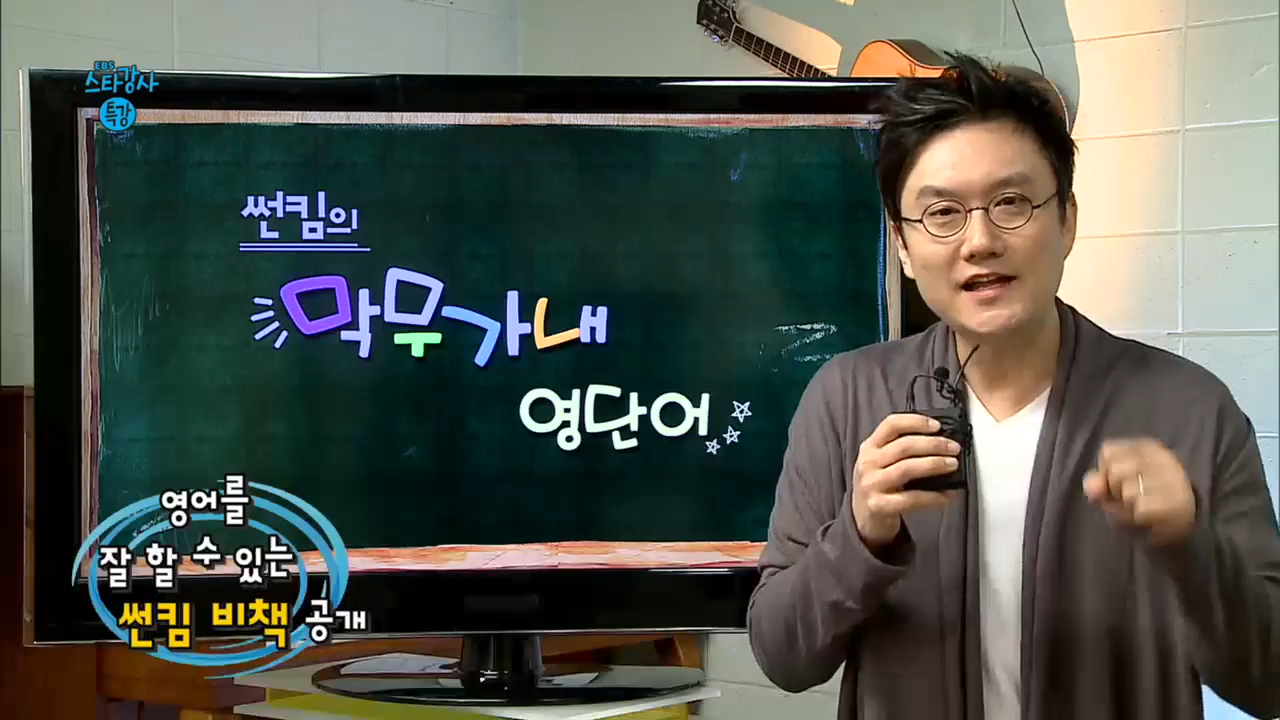 EBS
스타강사
특강
썬킴의
막무가내
영단어
영어를
잘 할 수 있는
썬킴 비책 공개